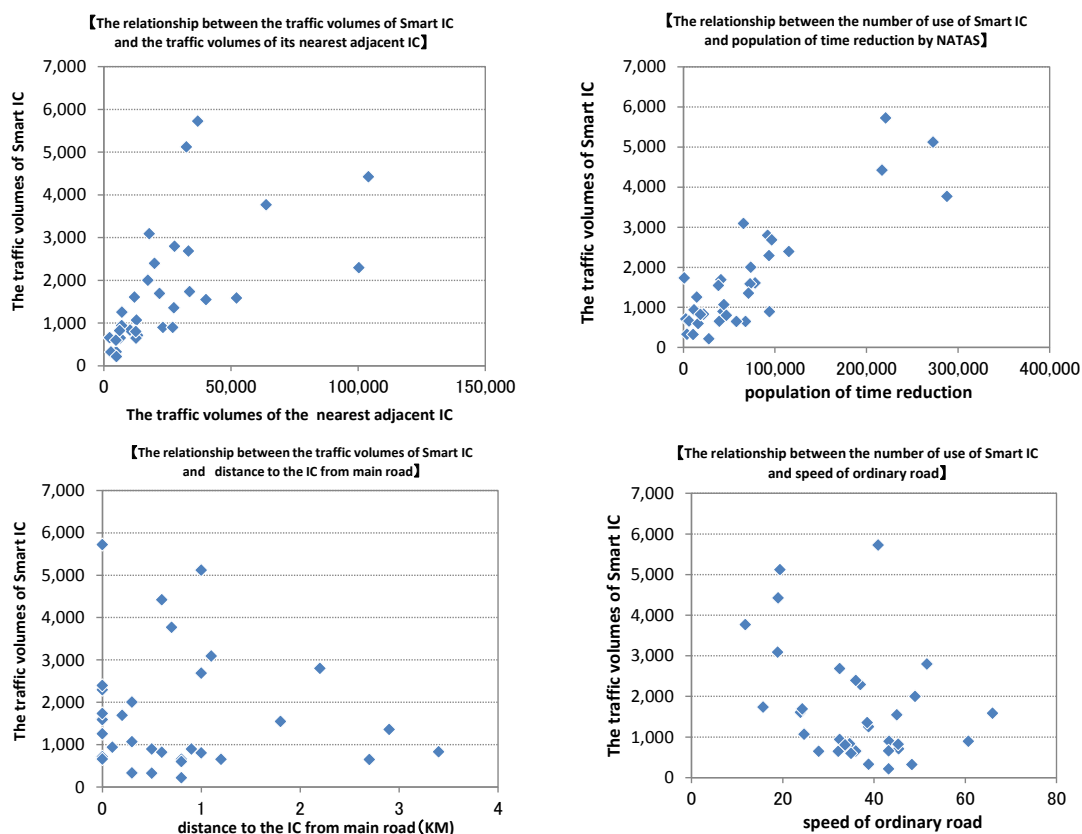 【The relationship between the traffic volumes of Smart IC
and the traffic volumes of its nearest adjacent IC】
The traffic volumes of Smart IC
7,000
6,000
5,000
4,000
3,000
2,000
1,000
0
0 50,000 100,000 150,000
The traffic volumes of the nearest adjacent IC
【The relationship between the number of use of Smart IC
and population of time reduction by NATAS】
The traffic volumes of Smart IC
7,000
6,000
5,000
4,000
3,000
2,000
1,000
0
0 100,000 200,000 300,000 400,000
population of time reduction
【The relationship between the traffic volumes of Smart IC
and distance to the IC from main road】
The traffic volumes of Smart IC
7,000
6,000
5,000
4,000
3,000
2,000
1,000
0
0 1 2 3 4
distance to the IC from main road(KM)
【The relationship between the number of use of Smart IC
and speed of ordinary road】
The traffic volumes of Smart IC
7,000
6,000
5,000
4,000
3,000
2,000
1,000
0
0 20 40 60 80
speed of ordinary road